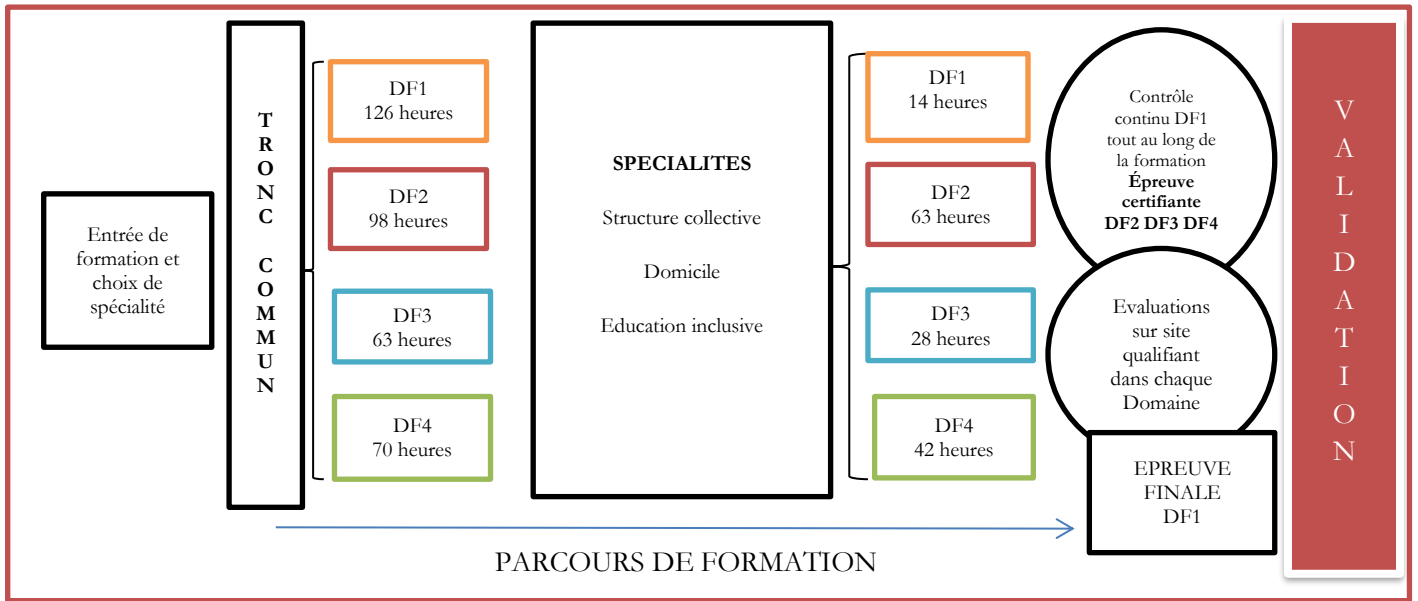 Entrée de
formation et
choix de
spécialité
TRONC COMMUN
DF1
126 heures
DF2
98 heures
DF3
63 heures
DF4
70 heures
SPECIALITES
Structure collective
Domicile
Education inclusive
DF1
14 heures
DF2
63 heures
DF3
28 heures
DF4
42 heures
Contrôle
continu DF1
tout au long de
la formation
Épreuve
certifiante
DF2 DF3 DF4
Evaluations
sur site
qualifiant
dans chaque
Domaine
EPREUVE
FINALE
DF1
VALIDATION
PARCOURS DE FORMATION